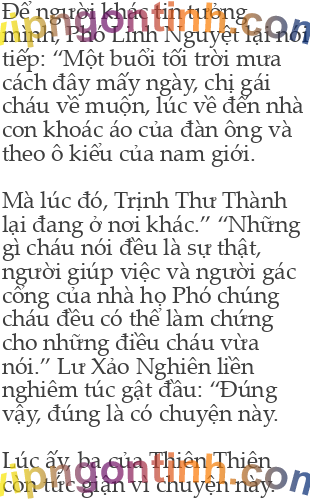 Để người khác tin tưởng
mình, Phó Linh Nguyệt lại nói
tiếp: “Một buổi tối trời mưa
cách đây mấy ngày, chị gái
cháu về muộn, lúc về đến nhà
con khoác áo của đàn ông và
theo ô kiểu của nam giới.

Mà lúc đó, Trịnh Thư Thành
lại đang ở nơi khác.” “Những
gì cháu nói đều là sự thật,
người giúp việc và người gác
cổng của nhà họ Phó chúng
cháu đều có thể làm chứng
cho những điều cháu vừa
nói.” Lư Xảo Nghiên liền
nghiêm túc gật đầu: “Đúng
vậy, đúng là có chuyện này.

Lúc ấy, ba của Thiên Thiên
còn tức giận vì chuyện này.
vipngontinh.com
vipngontinh.com